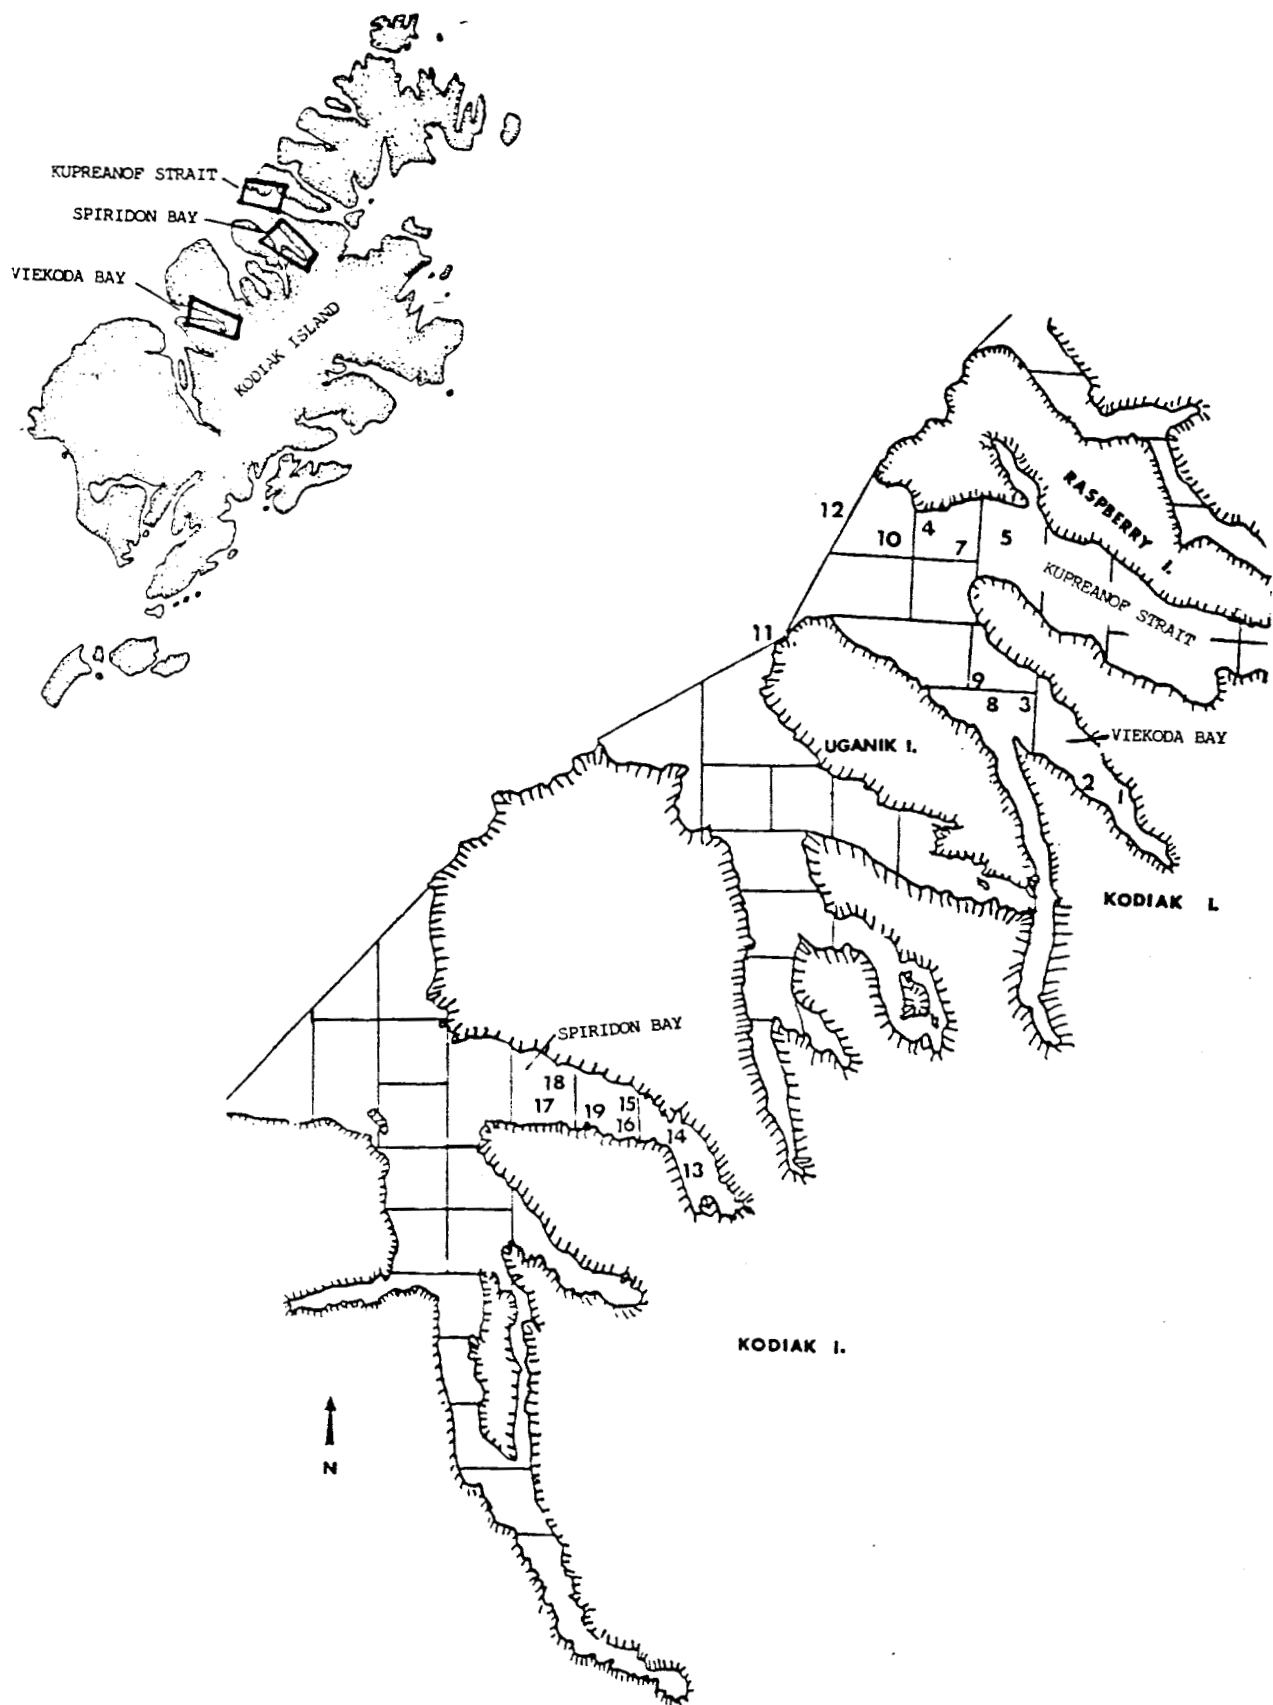 KUPREANOF STRAIT
SPIRIDON BAY
VIEKODA BAY
KODIAK ISLAND
RASPBERRY I.
12
10
4
7
5
KUPREANOF STRAIT
11
9
8
3
UGANIK I.
VIEKODA BAY
2
1
KODIAK I.
SPIRIDON BAY
18
17
19
15
16
14
13
KODIAK I.
N